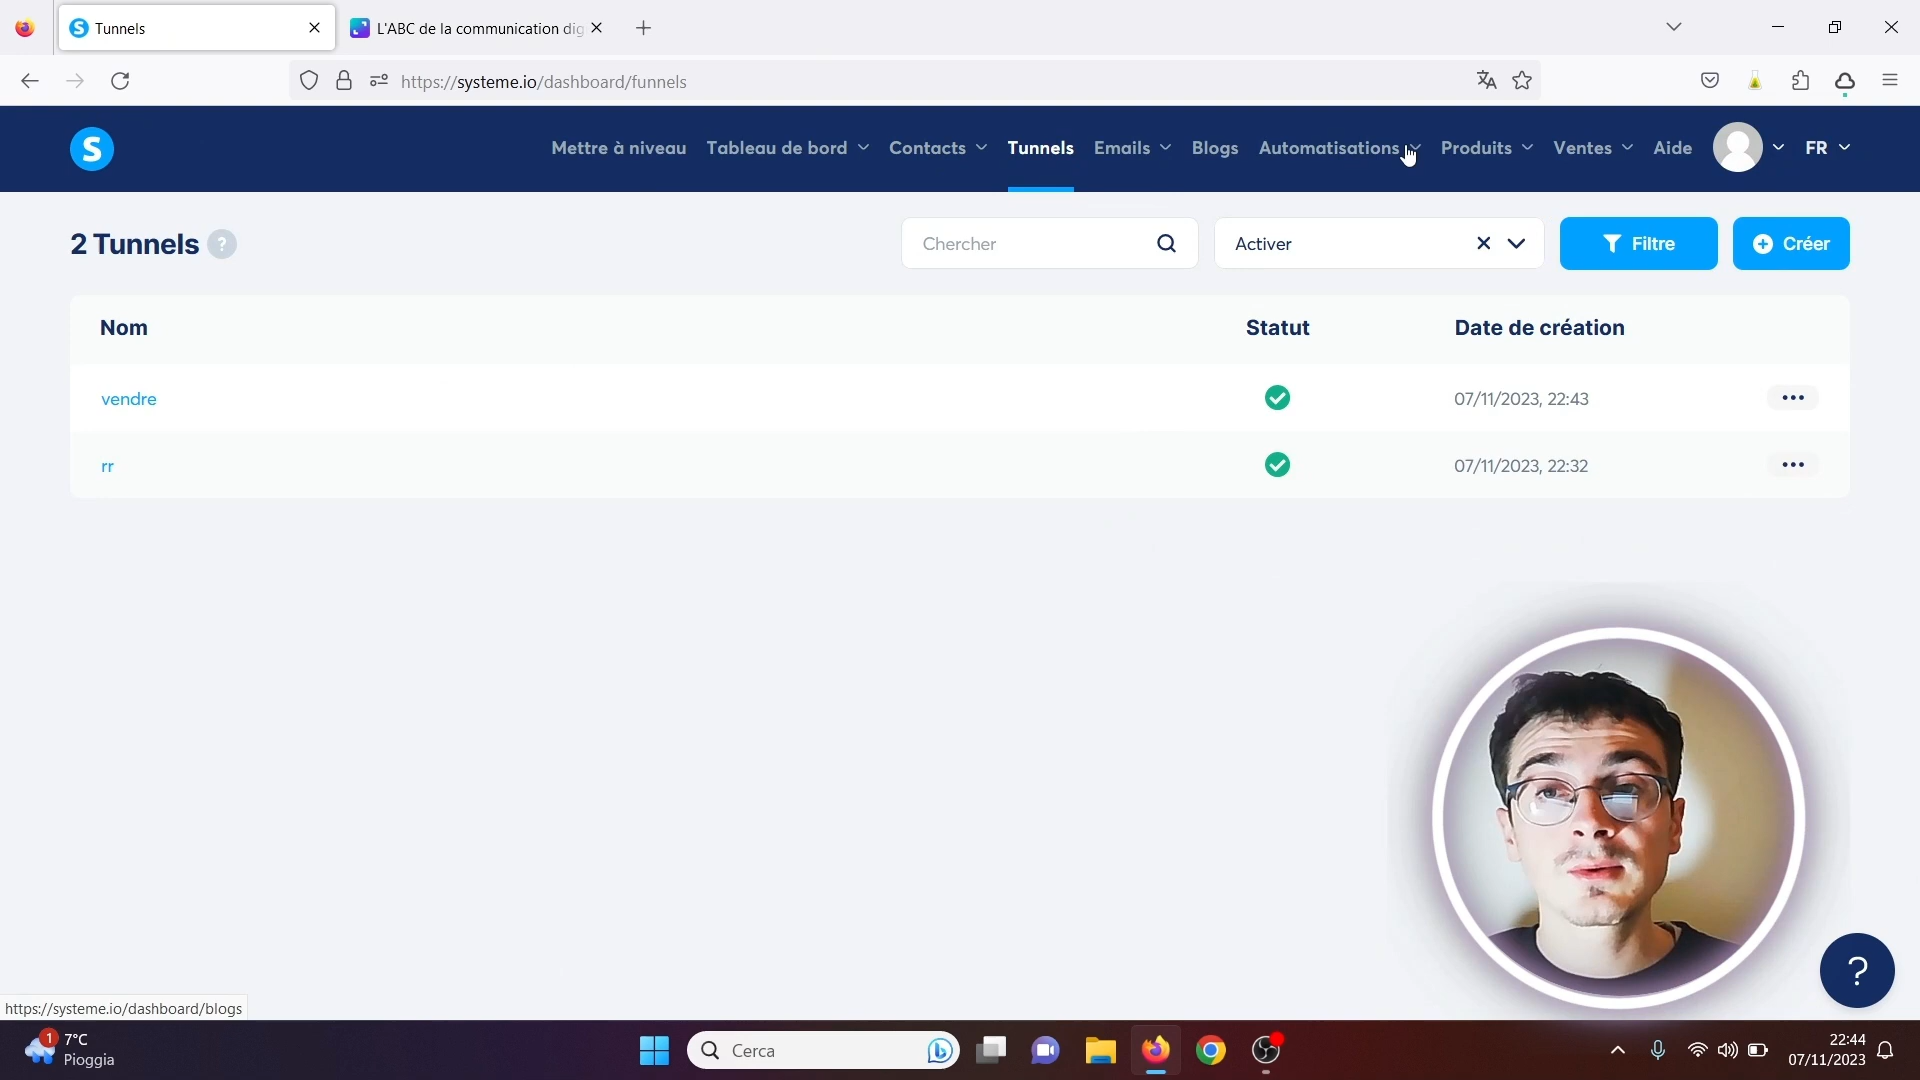 Tunnels
L'ABC de la communication dig
https://systeme.io/dashboard/funnels
S
Mettre à niveau
Tableau de bord
Contacts
Tunnels
Emails
Blogs
Automatisations
Produits
Ventes
Aide
FR
2 Tunnels ?
Chercher
Activer
Filtre
Créer
Nom
Statut
Date de création
vendre
07/11/2023, 22:43
rr
07/11/2023, 22:32
?
https://systeme.io/dashboard/blogs
1
7°C
Pioggia
Cerca
22:44
07/11/2023